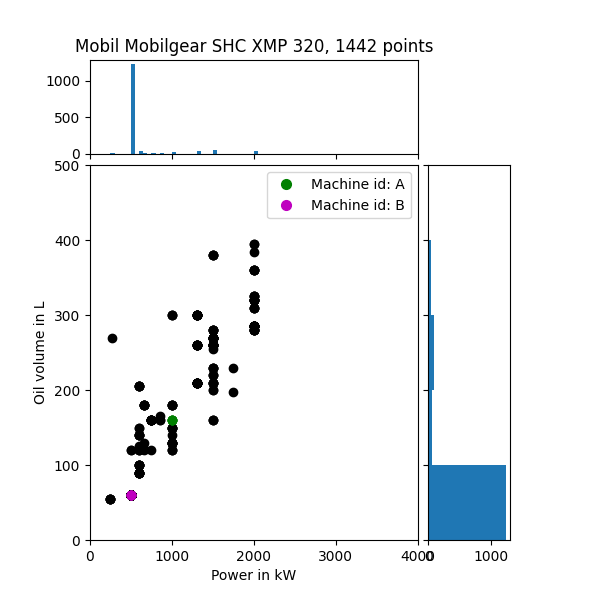 Mobil Mobilgear SHC XMP 320, 1442 points
1000
500
0
500
400
300
200
100
0
Oil volume in L
Machine id: A
Machine id: B
0 1000 2000 3000 4000
0 1000
Power in kW